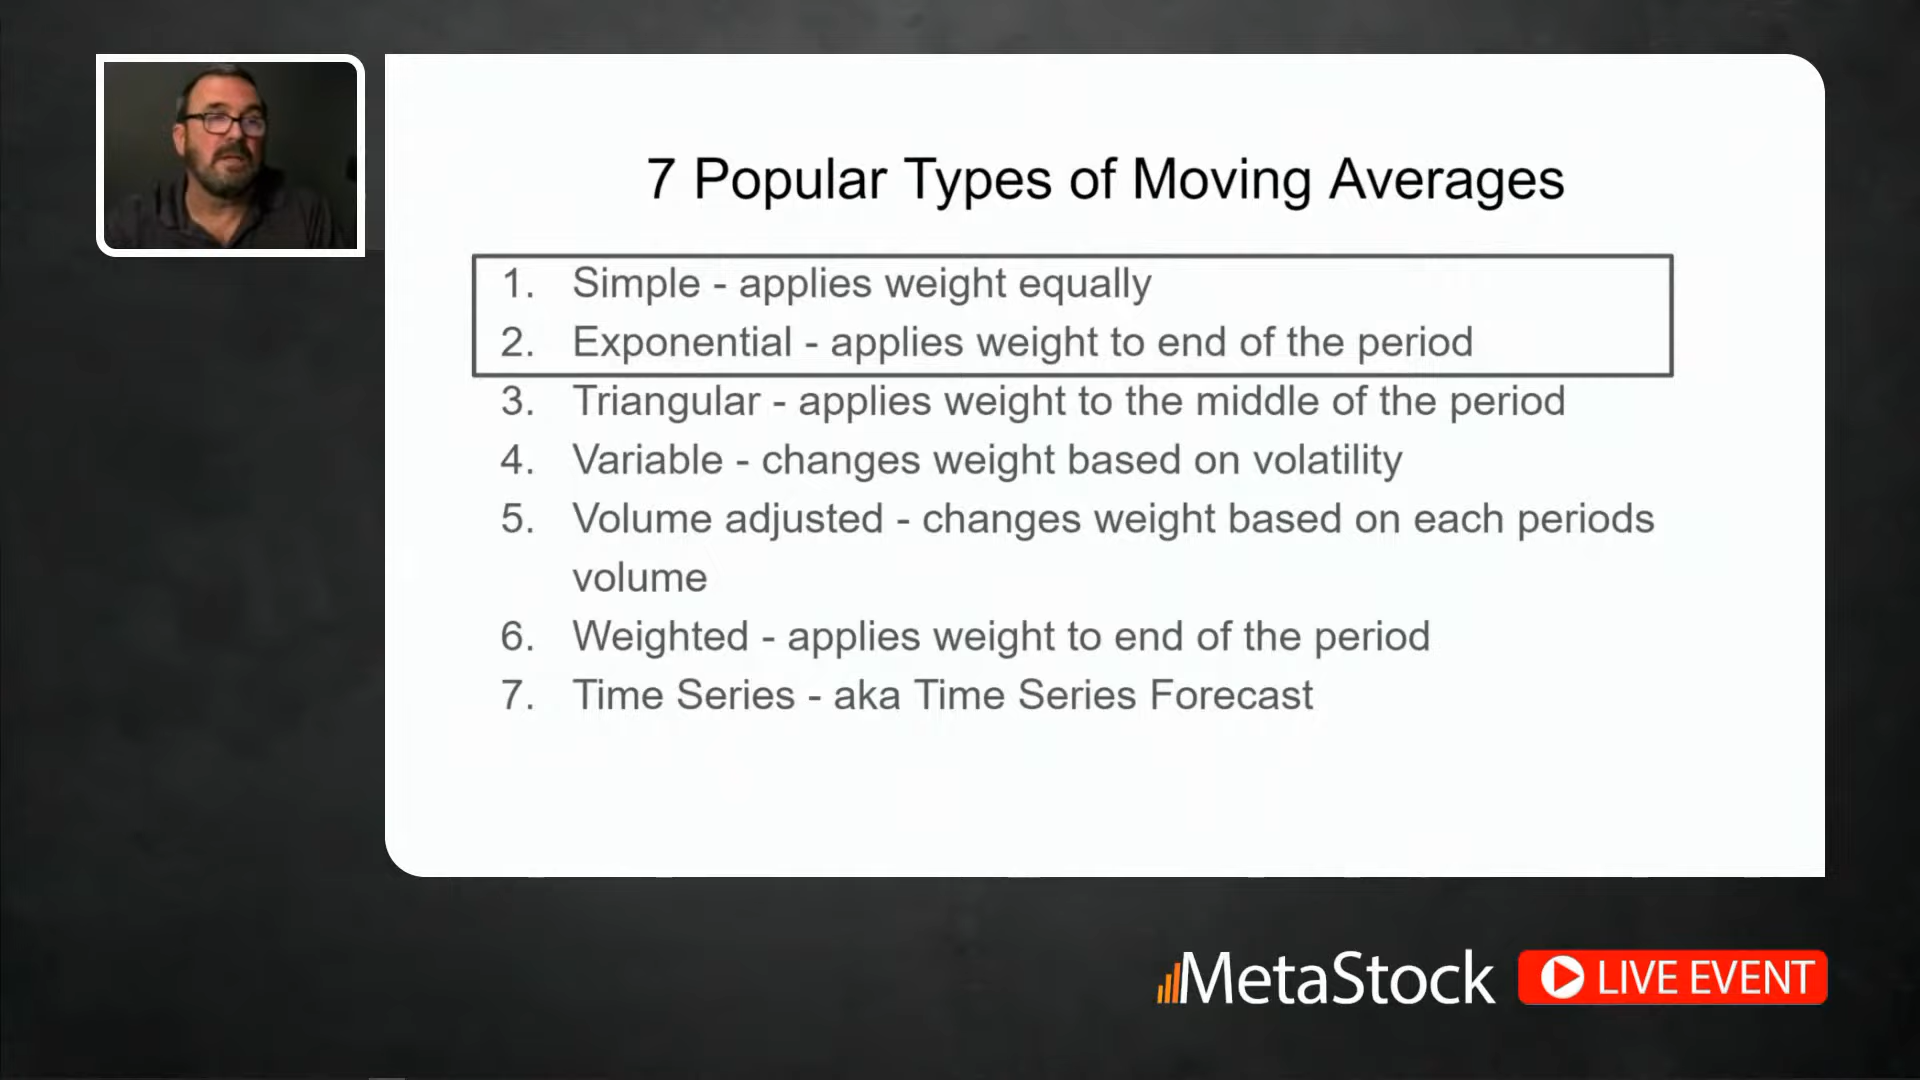 7 Popular Types of Moving Averages
1. Simple - applies weight equally
2. Exponential - applies weight to end of the period
3. Triangular - applies weight to the middle of the period
4. Variable - changes weight based on volatility
5. Volume adjusted - changes weight based on each periods
volume
6. Weighted - applies weight to end of the period
7. Time Series - aka Time Series Forecast
MetaStock LIVE EVENT